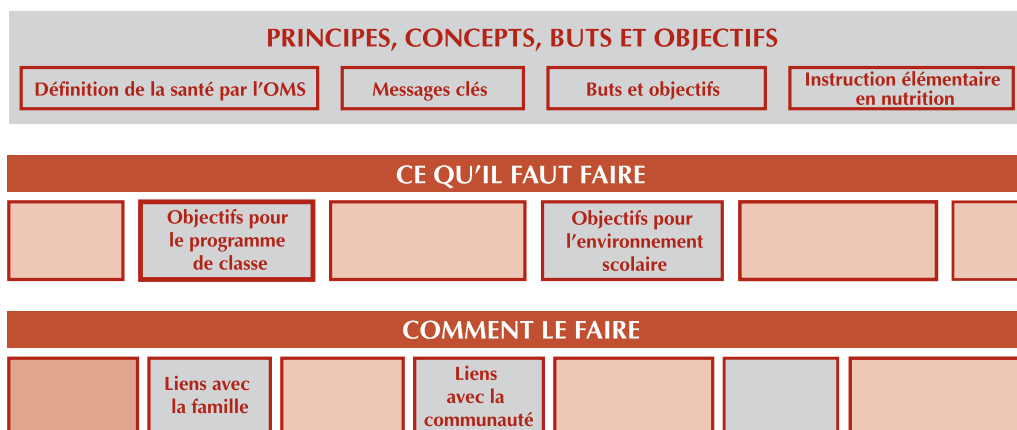 PRINCIPES, CONCEPTS, BUTS ET OBJECTIFS
Définition de la santé par l'OMS
Messages clés
Buts et objectifs
Instruction élémentaire
en nutrition
CE QU'IL FAUT FAIRE
Objectifs pour
le programme
de classe
Objectifs pour
l'environnement
scolaire
COMMENT LE FAIRE
Liens avec
la famille
Liens
avec la
communauté